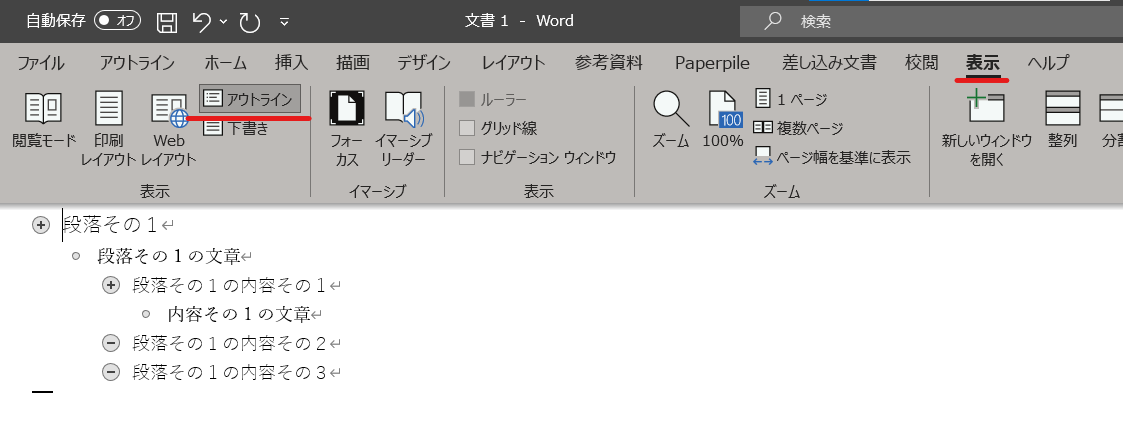 自動保存 オフ 文書 1 - Word 検索
ファイル アウトライン ホーム 挿入 描画 デザイン レイアウト 参考資料 Paperpile 差し込み文書 校閲 表示 ヘルプ
閲覧モード
印刷
レイアウト
Web
レイアウト
アウトライン
下書き
表示
フォー
カス
イマーシブ
リーダー
イマーシブ
ルーラー
グリッド線
ナビゲーション ウィンドウ
表示
ズーム
100
100%
1 ページ
複数ページ
ページ幅を基準に表示
ズーム
新しいウィンドウ
を開く
整列
分割
段落その１↵
段落その１の文章↵
段落その１の内容その１↵
内容その１の文章↵
段落その１の内容その２↵
段落その１の内容その３↵